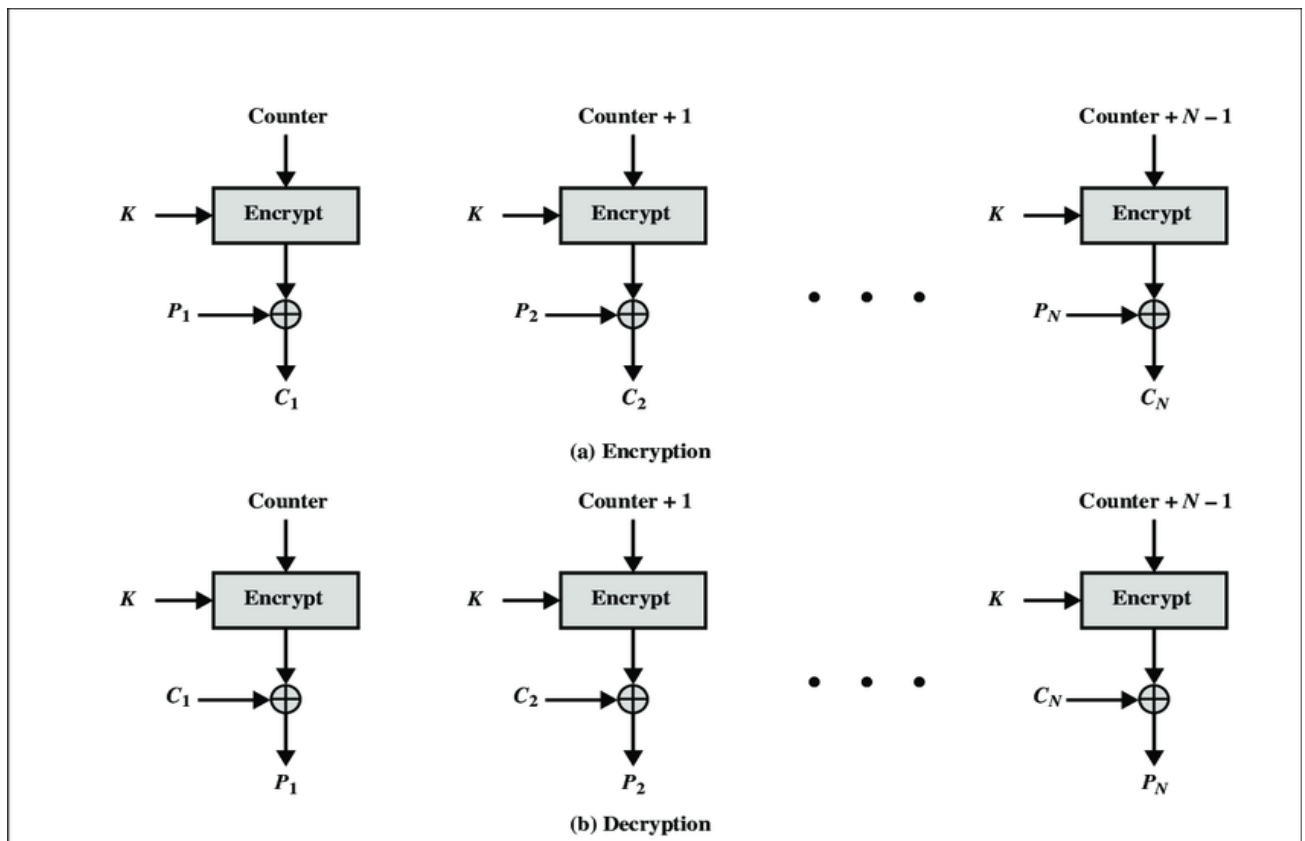 Counter Counter + 1 Counter + N – 1
K Encrypt K Encrypt K Encrypt
P1 P2 PN
C1 C2 CN
(a) Encryption
Counter Counter + 1 Counter + N – 1
K Encrypt K Encrypt K Encrypt
C1 C2 CN
P1 P2 PN
(b) Decryption